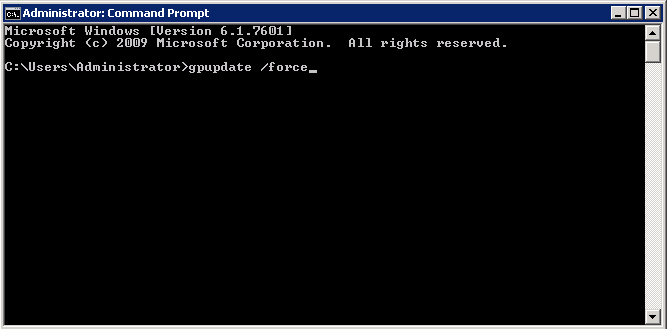 Administrator: Command Prompt
Microsoft Windows [Version 6.1.7601]
Copyright (c) 2009 Microsoft Corporation.  All rights reserved.
C:\Users\Administrator>gpupdate /force_